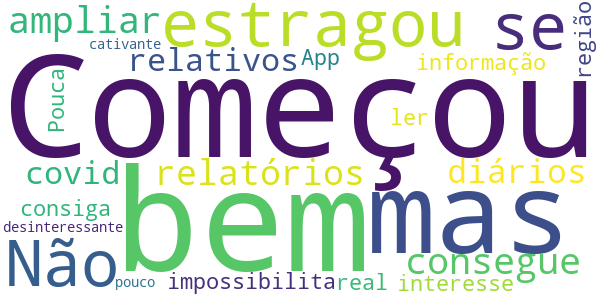 ampliar estragou se
cativante
relativos App informação
região
Pouca
Começou
ler
covid relatórios diários
consiga bem mas
desinteressante
Não consegue
pouco impossibilita real interesse